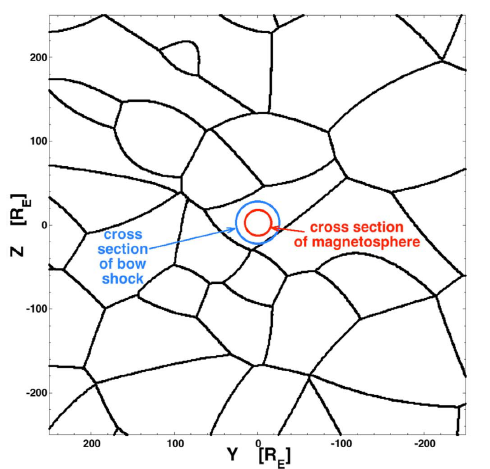 200
100
0
-100
-200
Z [R_E]
cross
section
of bow
shock
cross section
of magnetosphere
200 100 0 -100 -200
Y [R_E]